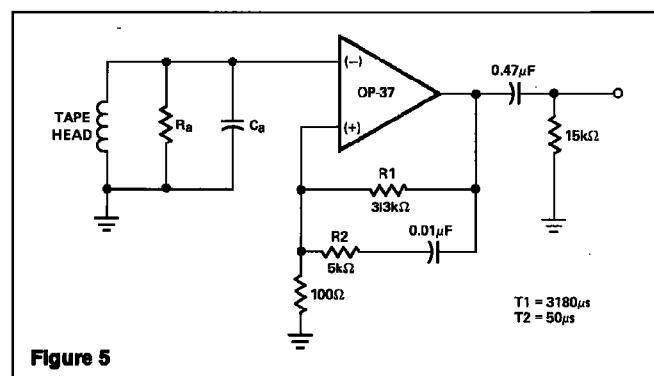 (−)
OP-37
(+)
0.47µF
TAPE
HEAD
Ra
Ca
15kΩ
R1
3I3kΩ
0.01µF
R2
5kΩ
100Ω
T1 = 3180µs
T2 = 50µs
Figure 5